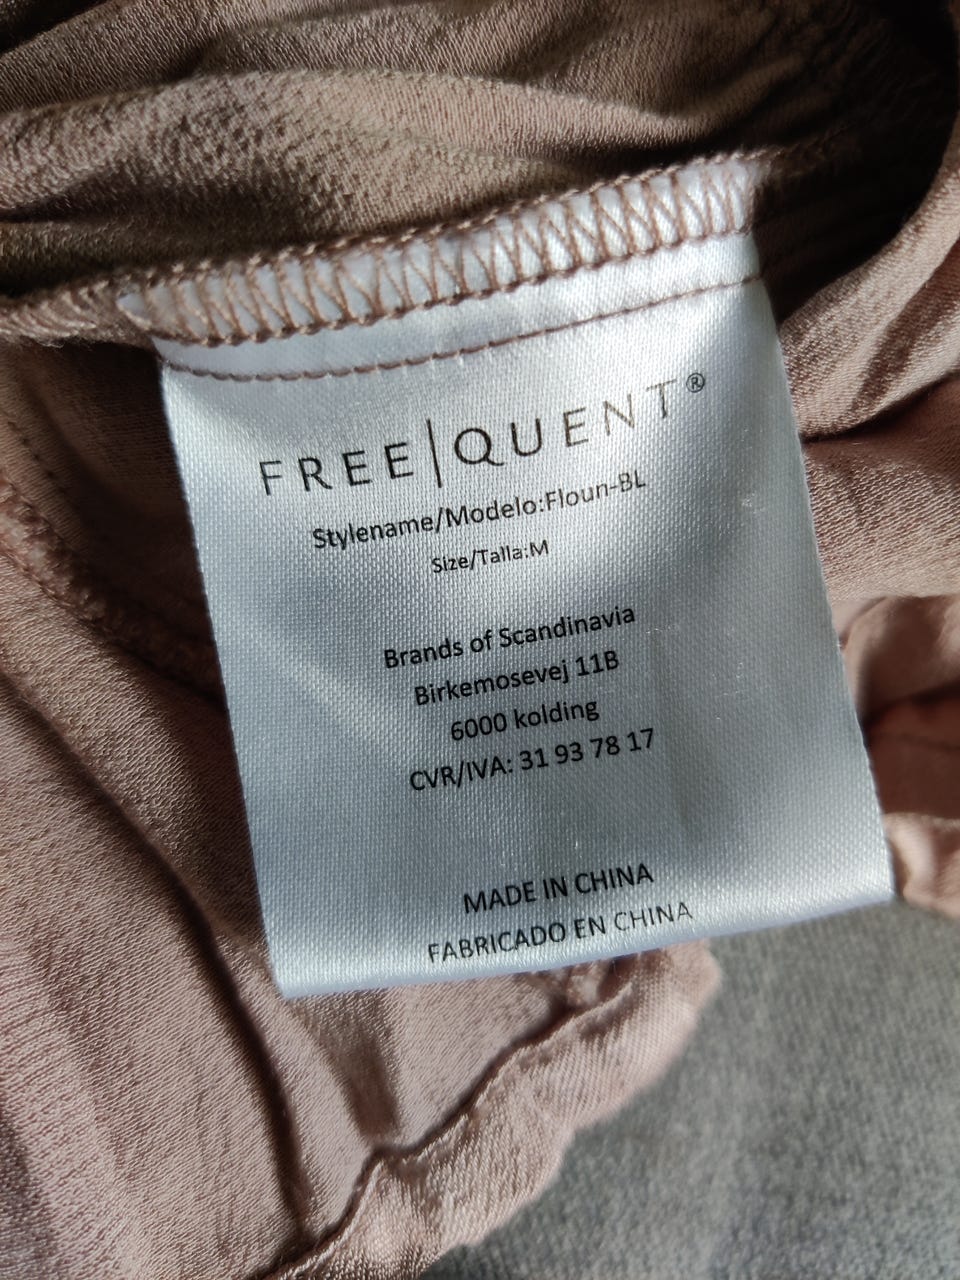 FREE|QUENT®
Stylename/Modelo:Floun-BL
Size/Talla:M
Brands of Scandinavia
Birkemosevej 11B
6000 kolding
CVR/IVA: 31 93 78 17
MADE IN CHINA
FABRICADO EN CHINA